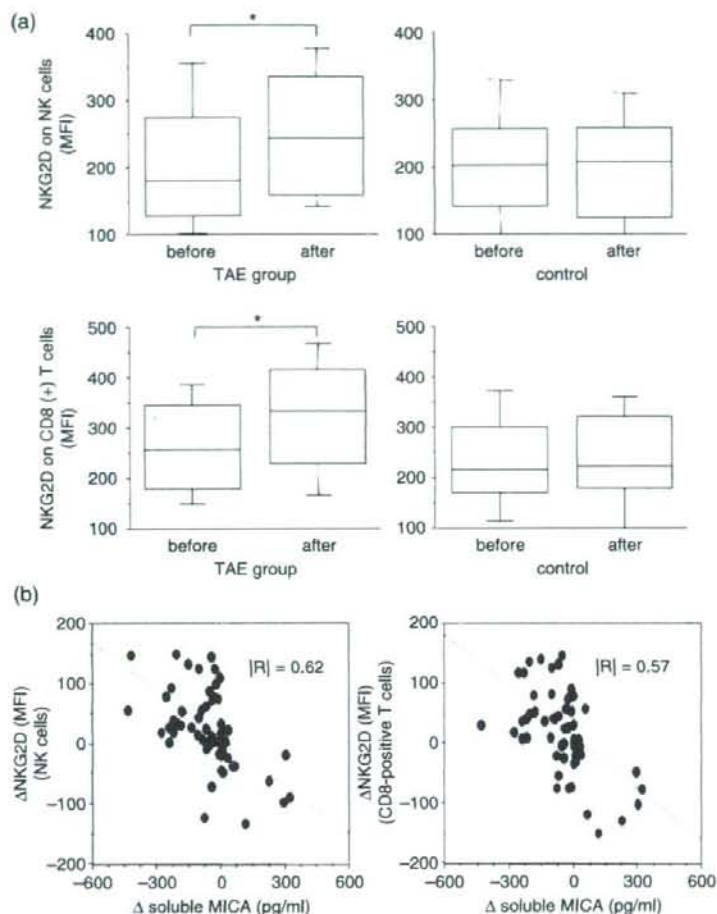 (a)
NKG2D on NK cells
(MFI)
400
300
200
100
*
before
after
TAE group
400
300
200
100
before
after
control
NKG2D on CD8 (+) T cells
(MFI)
500
400
300
200
100
*
before
after
TAE group
500
400
300
200
100
before
after
control
(b)
ΔNKG2D (MFI)
(NK cells)
200
100
0
−100
−200
|R| = 0.62
−600
−300
0
300
600
Δ soluble MICA (pg/ml)
ΔNKG2D (MFI)
(CD8-positive T cells)
200
100
0
−100
−200
|R| = 0.57
−600
−300
0
300
600
Δ soluble MICA (pg/ml)